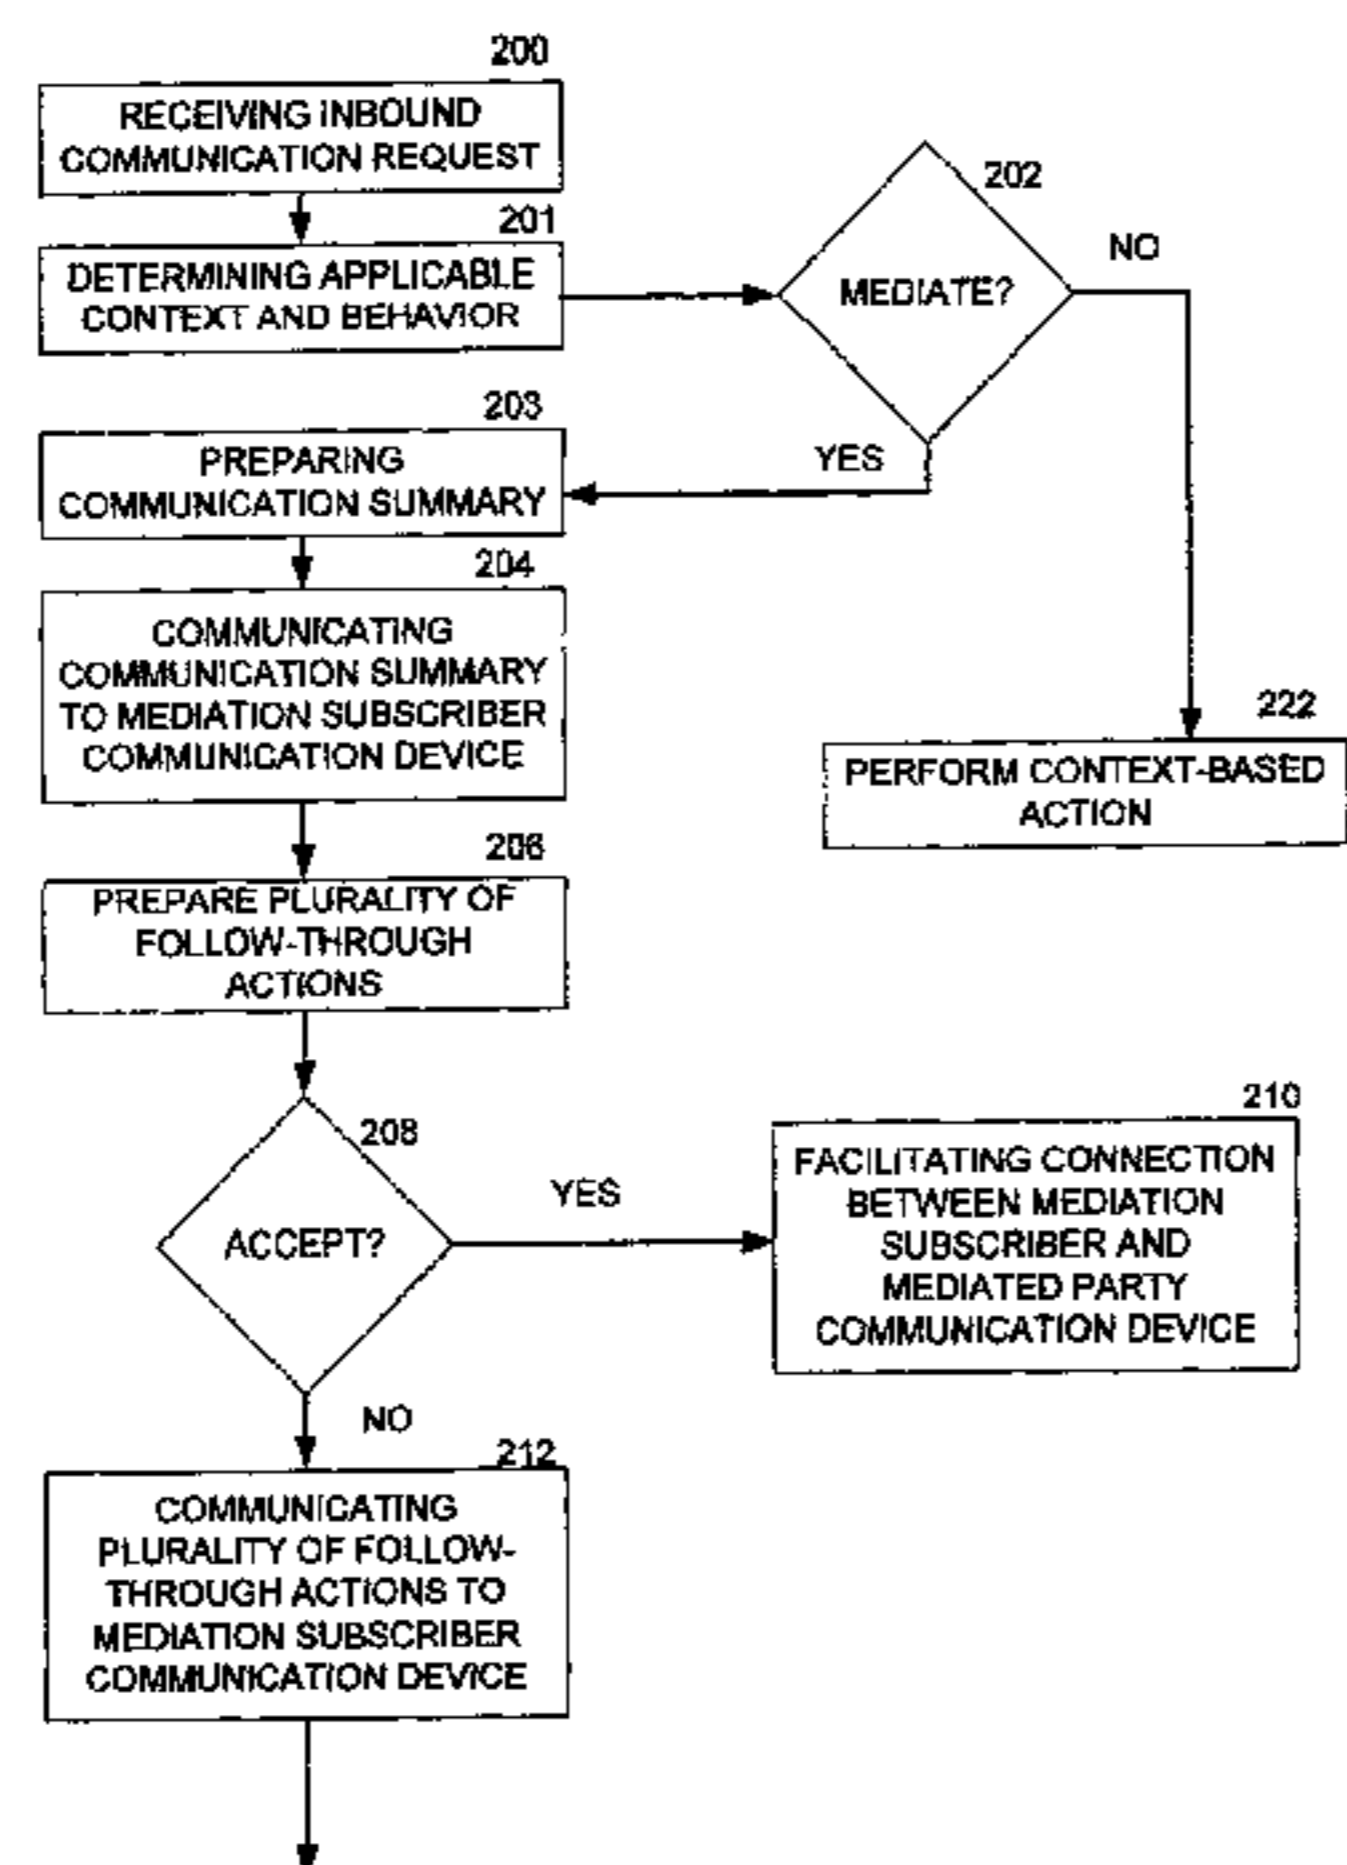 200
RECEIVING INBOUND
COMMUNICATION REQUEST
201
DETERMINING APPLICABLE
CONTEXT AND BEHAVIOR
202
MEDIATE?
NO
YES
203
PREPARING
COMMUNICATION SUMMARY
204
COMMUNICATING
COMMUNICATION SUMMARY
TO MEDIATION SUBSCRIBER
COMMUNICATION DEVICE
222
PERFORM CONTEXT-BASED
ACTION
206
PREPARE PLURALITY OF
FOLLOW-THROUGH
ACTIONS
208
ACCEPT?
YES
210
FACILITATING CONNECTION
BETWEEN MEDIATION
SUBSCRIBER AND
MEDIATED PARTY
COMMUNICATION DEVICE
NO
212
COMMUNICATING
PLURALITY OF FOLLOW-
THROUGH ACTIONS TO
MEDIATION SUBSCRIBER
COMMUNICATION DEVICE